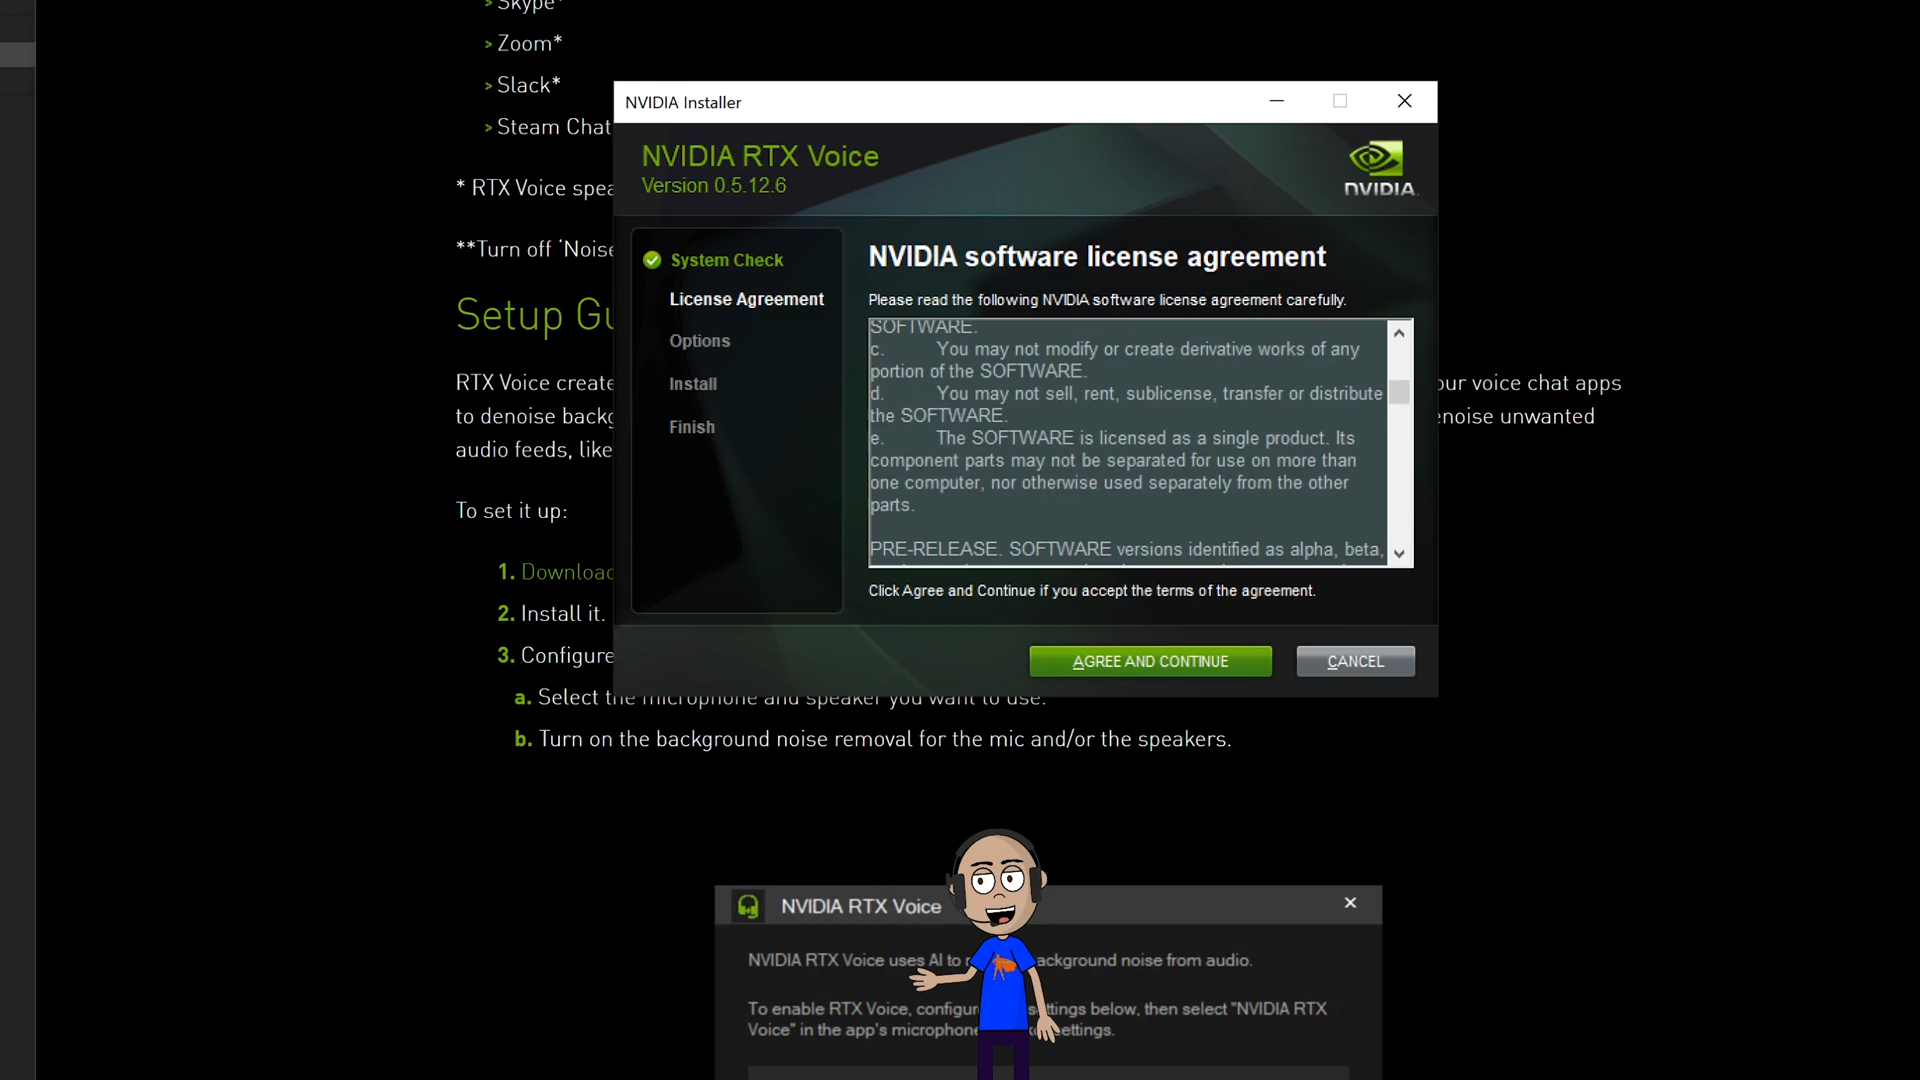 > Skype*
> Zoom*
> Slack*
> Steam Chat
* RTX Voice spea
**Turn off 'Noise
Setup Gu
RTX Voice create
our voice chat apps
to denoise backg
enoise unwanted
audio feeds, like
To set it up:
1. Download
2. Install it.
3. Configure
a. Select the microphone and speaker you want to use.
b. Turn on the background noise removal for the mic and/or the speakers.
NVIDIA Installer
NVIDIA RTX Voice
Version 0.5.12.6
NVIDIA.
System Check
License Agreement
Options
Install
Finish
NVIDIA software license agreement
Please read the following NVIDIA software license agreement carefully.
SOFTWARE.
c. You may not modify or create derivative works of any
portion of the SOFTWARE.
d. You may not sell, rent, sublicense, transfer or distribute
the SOFTWARE.
e. The SOFTWARE is licensed as a single product. Its
component parts may not be separated for use on more than
one computer, nor otherwise used separately from the other
parts.
PRE-RELEASE. SOFTWARE versions identified as alpha, beta,
Click Agree and Continue if you accept the terms of the agreement.
AGREE AND CONTINUE
CANCEL
NVIDIA RTX Voice
NVIDIA RTX Voice uses AI to ackground noise from audio.
To enable RTX Voice, configur ttings below, then select "NVIDIA RTX
Voice" in the app's microphone ettings.